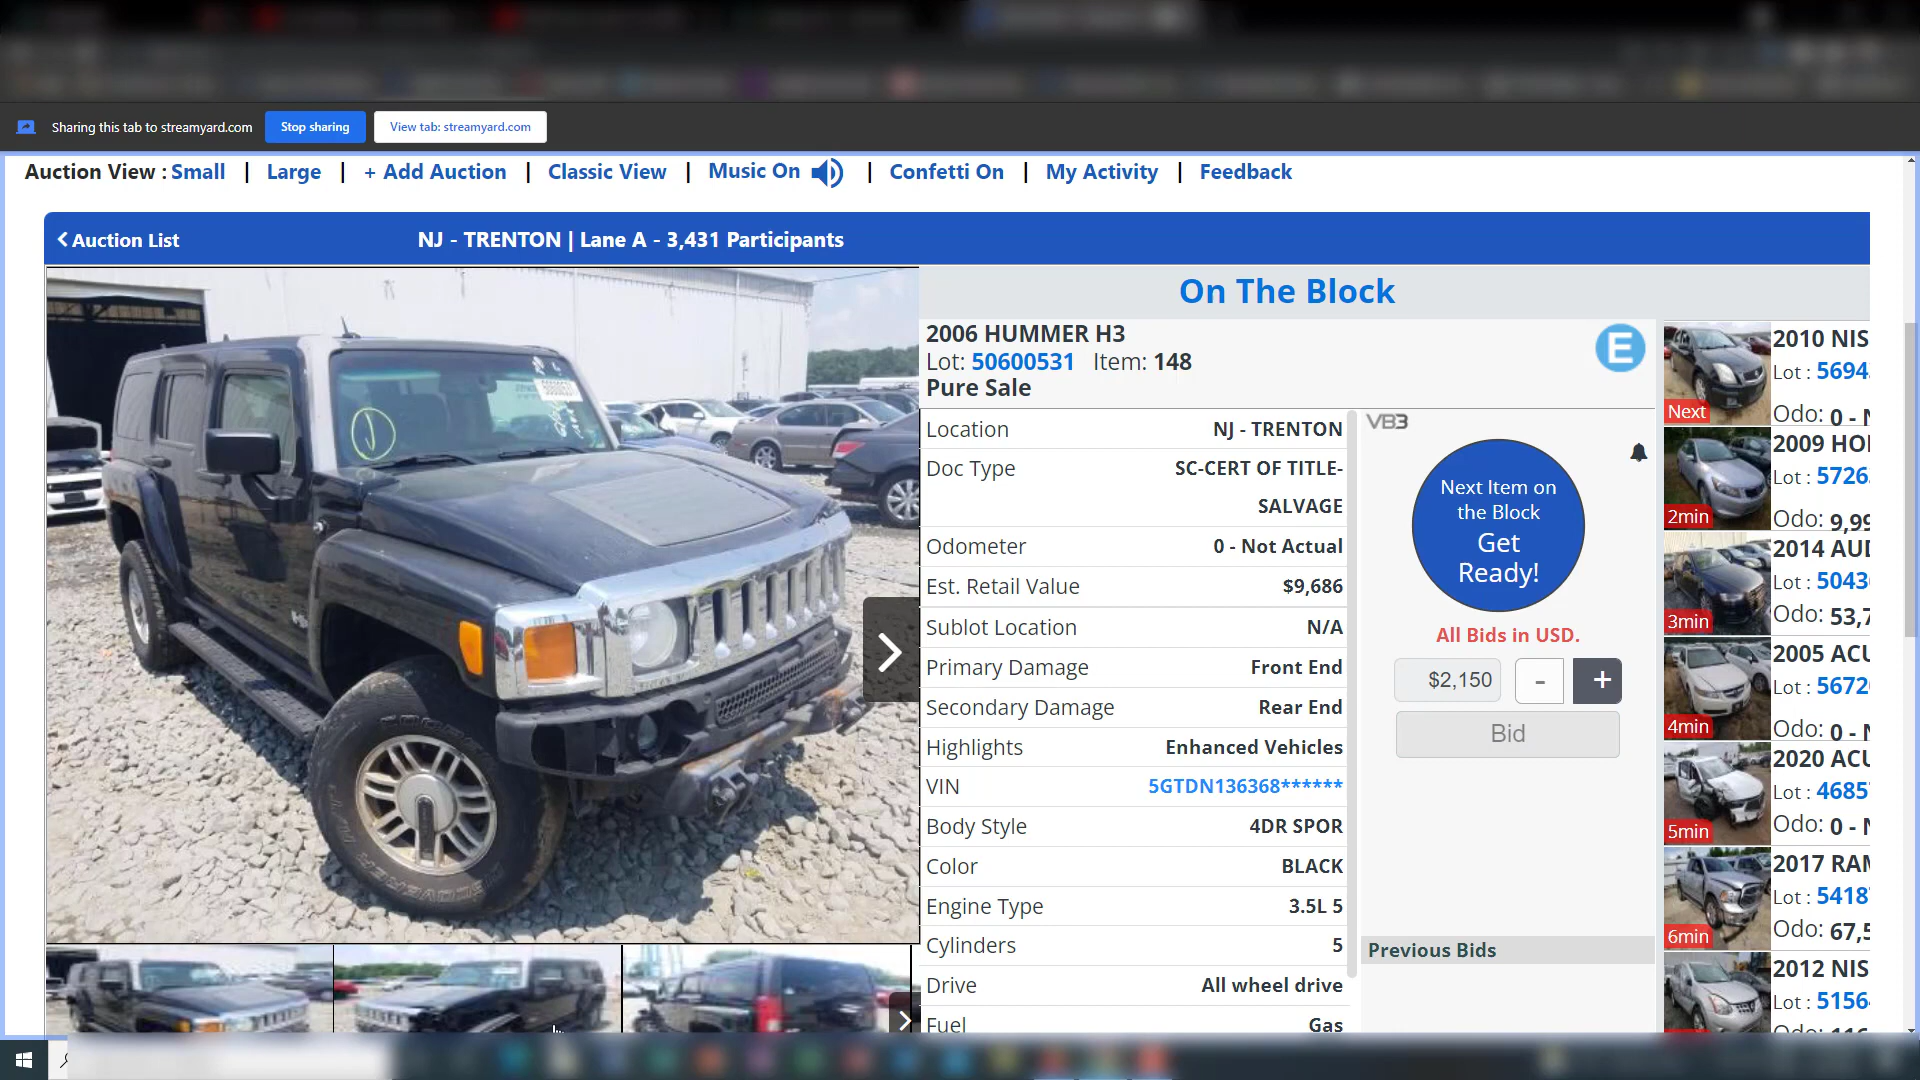 Sharing this tab to streamyard.com
Stop sharing
View tab: streamyard.com
Auction View : Small | Large | + Add Auction | Classic View | Music On | Confetti On | My Activity | Feedback
Auction List
NJ - TRENTON | Lane A - 3,431 Participants
On The Block
2006 HUMMER H3
Lot: 50600531 Item: 148
Pure Sale
E
Location NJ - TRENTON
Doc Type SC-CERT OF TITLE-
SALVAGE
Odometer 0 - Not Actual
Est. Retail Value $9,686
Sublot Location N/A
Primary Damage Front End
Secondary Damage Rear End
Highlights Enhanced Vehicles
VIN 5GTDN136368******
Body Style 4DR SPOR
Color BLACK
Engine Type 3.5L 5
Cylinders 5
Drive All wheel drive
Fuel Gas
VB3
Next Item on
the Block
Get
Ready!
All Bids in USD.
$2,150 - +
Bid
Previous Bids
2010 NIS
Lot : 5694
Next
Odo: 0 - N
2009 HO
Lot : 5726
2min
Odo: 9,99
2014 AUD
Lot : 5043
3min
Odo: 53,7
2005 ACU
Lot : 5672
4min
Odo: 0 - N
2020 ACU
Lot : 4685
5min
Odo: 0 - N
2017 RAM
Lot : 5418
6min
Odo: 67,5
2012 NIS
Lot : 5156